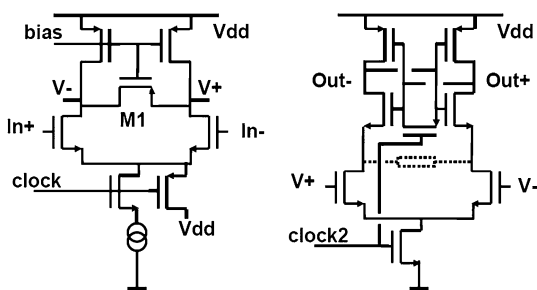 bias
Vdd
V-
V+
M1
In+
In-
clock
Vdd
Vdd
Out-
Out+
V+
V-
clock2